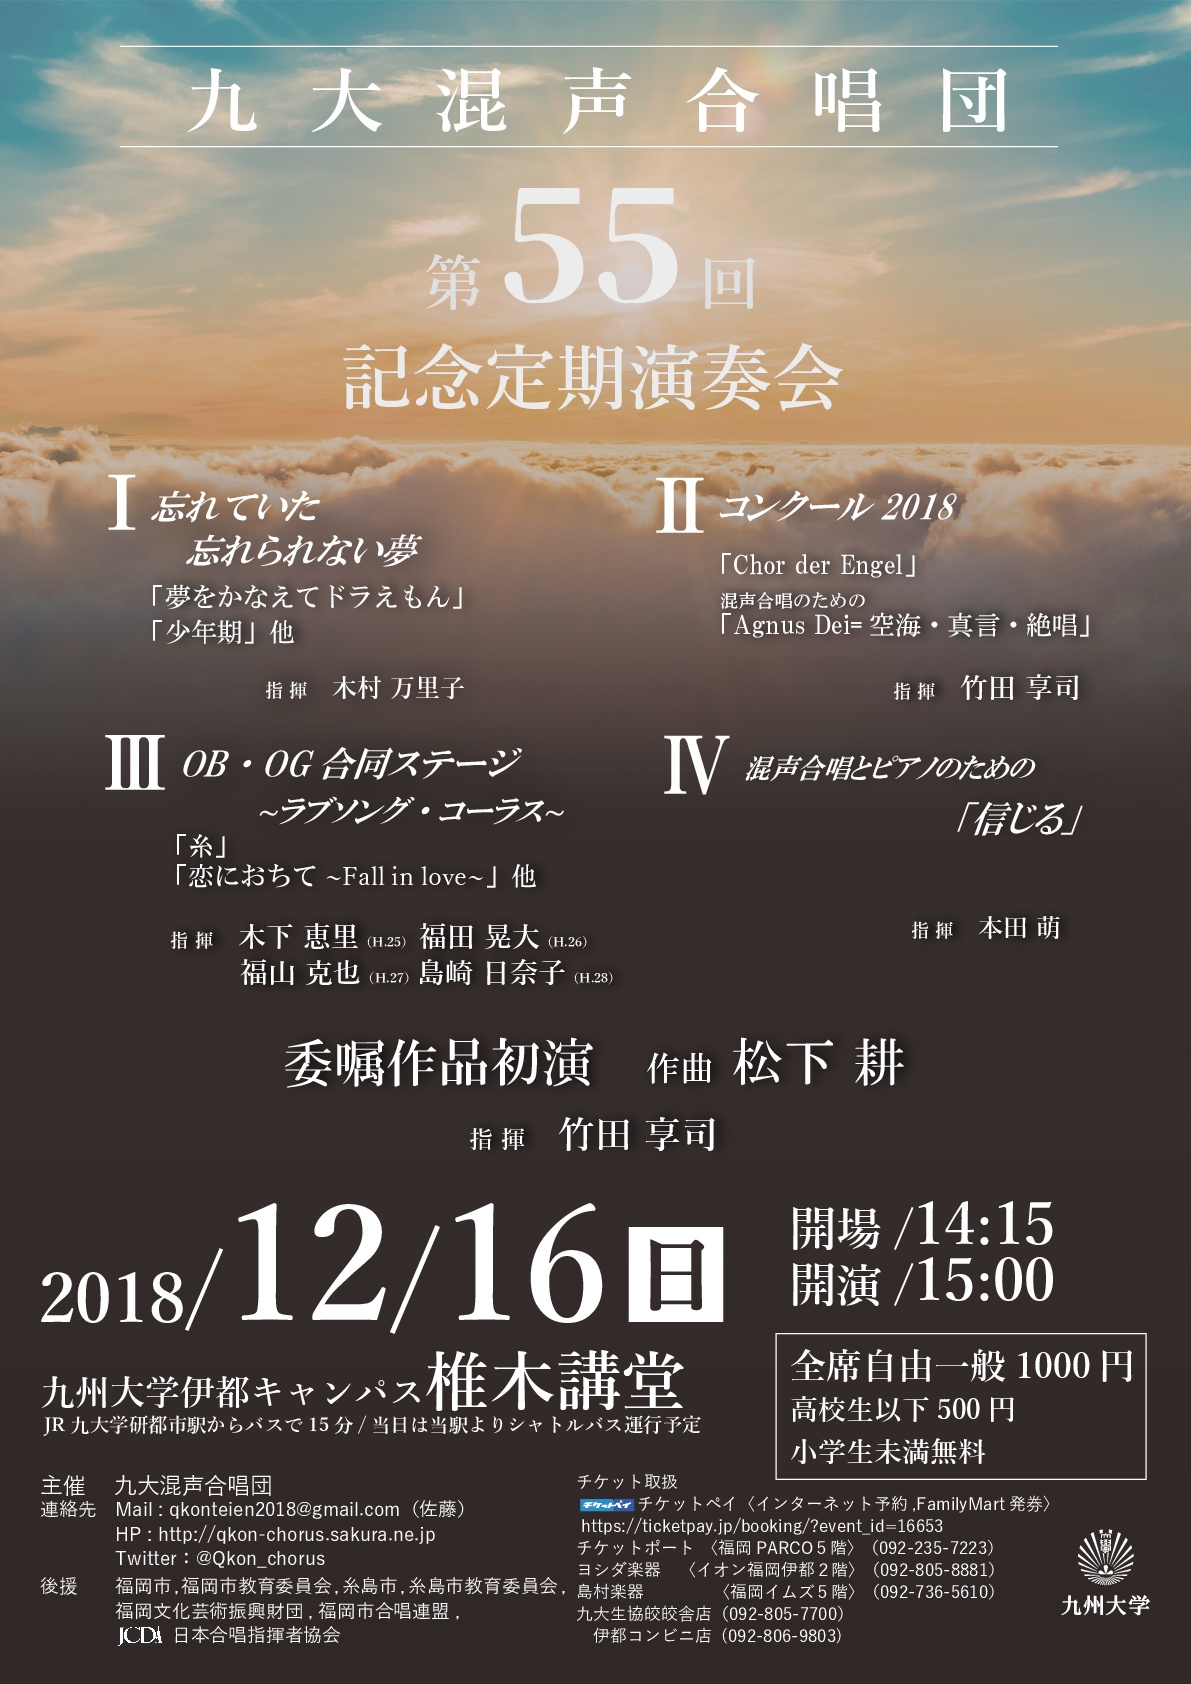 九大混声合唱団
第55回
記念定期演奏会
I 忘れていた
忘れられない夢
「夢をかなえてドラえもん」
「少年期」他
指揮 木村 万里子
II コンクール 2018
「Chor der Engel」
混声合唱のための
「Agnus Dei=空海・真言・絶唱」
指揮 竹田 享司
III OB・OG 合同ステージ
~ラブソング・コーラス~
「糸」
「恋におちて ~Fall in love~」他
指揮 木下 恵里 (H.25) 福田 晃大 (H.26)
福山 克也 (H.27) 島崎 日奈子 (H.28)
IV 混声合唱とピアノのための
「信じる」
指揮 本田 萌
委嘱作品初演 作曲 松下 耕
指揮 竹田 享司
2018/12/16 日
開場 /14:15
開演 /15:00
九州大学伊都キャンパス椎木講堂
JR 九大学研都市駅からバスで 15 分 / 当日は当駅よりシャトルバス運行予定
全席自由一般 1000 円
高校生以下 500 円
小学生未満無料
主催 九大混声合唱団
連絡先 Mail : qkonteien2018@gmail.com（佐藤）
HP : http://qkon-chorus.sakura.ne.jp
Twitter：@Qkon_chorus
後援 福岡市 , 福岡市教育委員会 , 糸島市 , 糸島市教育委員会 ,
福岡文化芸術振興財団 , 福岡市合唱連盟 ,
JCDA 日本合唱指揮者協会
チケット取扱
チケットペイ チケットペイ〈インターネット予約 ,FamilyMart 発券〉
https://ticketpay.jp/booking/?event_id=16653
チケットポート 〈福岡 PARCO５階〉（092-235-7223）
ヨシダ楽器 〈イオン福岡伊都２階〉（092-805-8881）
島村楽器 〈福岡イムズ５階〉（092-736-5610）
九大生協皎皎舎店（092-805-7700）
伊都コンビニ店（092-806-9803）
九州大学